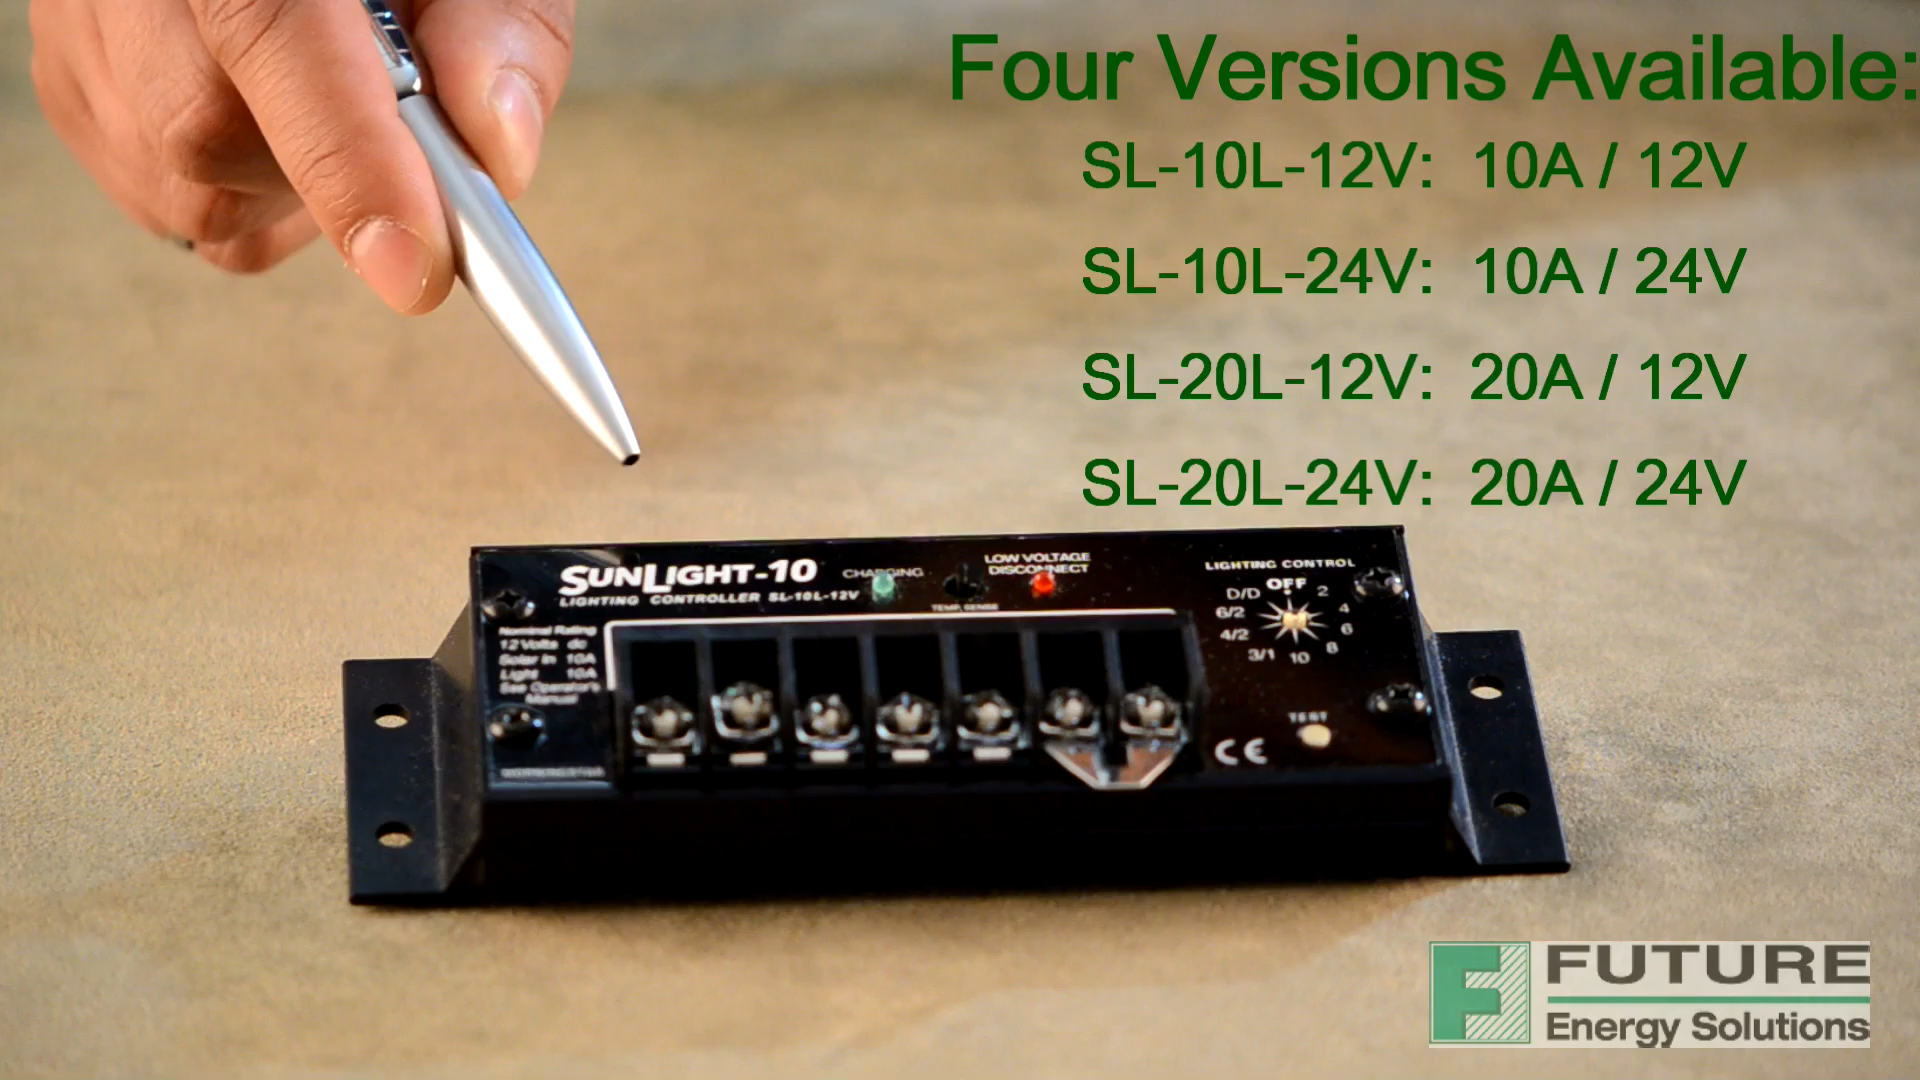 Four Versions Available:
SL-10L-12V: 10A / 12V
SL-10L-24V: 10A / 24V
SL-20L-12V: 20A / 12V
SL-20L-24V: 20A / 24V
SUNLIGHT-10
LIGHTING CONTROLLER SL-10L-12V
CHARGING
TEMP. SENSE
LOW VOLTAGE
DISCONNECT
LIGHTING CONTROL
OFF
D/D 2
6/2 4
4/2 6
3/1 10 8
Nominal Rating
12 Volts dc
Solar In 10A
Light 10A
See Operator's
Manual
TEST
CE
F FUTURE
Energy Solutions